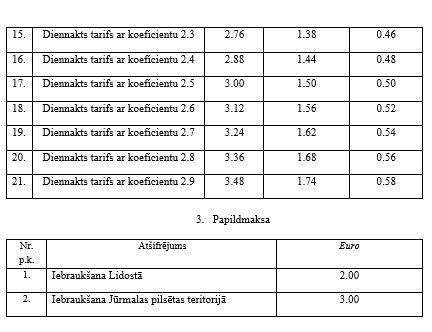 15. Diennakts tarifs ar koeficientu 2.3 2.76 1.38 0.46
16. Diennakts tarifs ar koeficientu 2.4 2.88 1.44 0.48
17. Diennakts tarifs ar koeficientu 2.5 3.00 1.50 0.50
18. Diennakts tarifs ar koeficientu 2.6 3.12 1.56 0.52
19. Diennakts tarifs ar koeficientu 2.7 3.24 1.62 0.54
20. Diennakts tarifs ar koeficientu 2.8 3.36 1.68 0.56
21. Diennakts tarifs ar koeficientu 2.9 3.48 1.74 0.58
3. Papildmaksa
Nr. p.k. Atšifrējums Euro
1. Iebraukšana Lidostā 2.00
2. Iebraukšana Jūrmalas pilsētas teritorijā 3.00